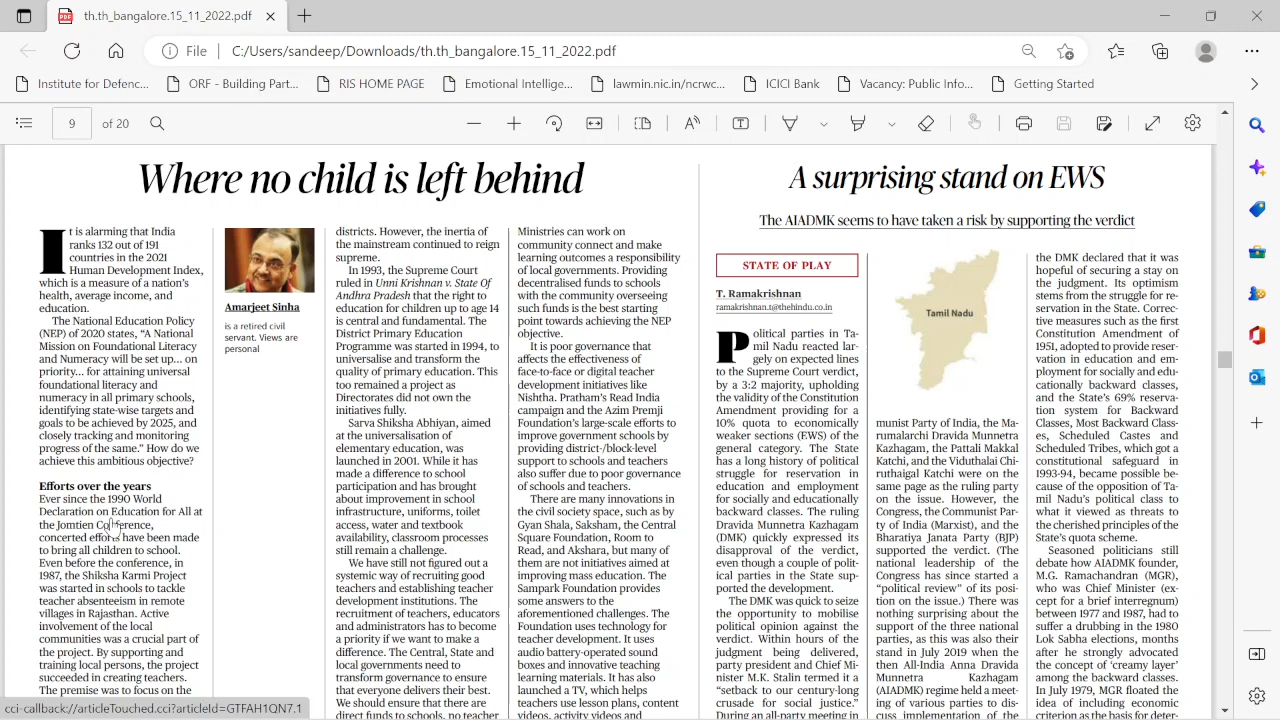 th.th_bangalore.15_11_2022.pdf
File
C:/Users/sandeep/Downloads/th.th_bangalore.15_11_2022.pdf
Institute for Defenc...
ORF - Building Part...
RIS HOME PAGE
Emotional Intellige...
lawmin.nic.in/ncrwc...
ICICI Bank
Vacancy: Public Info...
Getting Started
9 of 20
Where no child is left behind
It is alarming that India
ranks 132 out of 191
countries in the 2021
Human Development Index,
which is a measure of a nation's
health, average income, and
education.
The National Education Policy
(NEP) of 2020 states, “A National
Mission on Foundational Literacy
and Numeracy will be set up... on
priority... for attaining universal
foundational literacy and
numeracy in all primary schools,
identifying state-wise targets and
goals to be achieved by 2025, and
closely tracking and monitoring
progress of the same.” How do we
achieve this ambitious objective?
Efforts over the years
Ever since the 1990 World
Declaration on Education for All at
the Jomtien Conference,
concerted efforts have been made
to bring all children to school.
Even before the conference, in
1987, the Shiksha Karmi Project
was started in schools to tackle
teacher absenteeism in remote
villages in Rajasthan. Active
involvement of the local
communities was a crucial part of
the project. By supporting and
training local persons, the project
succeeded in creating teachers.
The premise was to focus on the
Amarjeet Sinha
is a retired civil
servant. Views are
personal
districts. However, the inertia of
the mainstream continued to reign
supreme.
In 1993, the Supreme Court
ruled in Unni Krishnan v. State Of
Andhra Pradesh that the right to
education for children up to age 14
is central and fundamental. The
District Primary Education
Programme was started in 1994, to
universalise and transform the
quality of primary education. This
too remained a project as
Directorates did not own the
initiatives fully.
Sarva Shiksha Abhiyan, aimed
at the universalisation of
elementary education, was
launched in 2001. While it has
made a difference to school
participation and has brought
about improvement in school
infrastructure, uniforms, toilet
access, water and textbook
availability, classroom processes
still remain a challenge.
We have still not figured out a
systemic way of recruiting good
teachers and establishing teacher
development institutions. The
recruitment of teachers, educators
and administrators has to become
a priority if we want to make a
difference. The Central, State and
local governments need to
transform governance to ensure
that everyone delivers their best.
We should ensure that there are
direct funds to schools, no teacher
Ministries can work on
community connect and make
learning outcomes a responsibility
of local governments. Providing
decentralised funds to schools
with the community overseeing
such funds is the best starting
point towards achieving the NEP
objective.
It is poor governance that
affects the effectiveness of
face-to-face or digital teacher
development initiatives like
Nishtha. Pratham's Read India
campaign and the Azim Premji
Foundation's large-scale efforts to
improve government schools by
providing district-/block-level
support to schools and teachers
also suffer due to poor governance
of schools and teachers.
There are many innovations in
the civil society space, such as by
Gyan Shala, Saksham, the Central
Square Foundation, Room to
Read, and Akshara, but many of
them are not initiatives aimed at
improving mass education. The
Sampark Foundation provides
some answers to the
aforementioned challenges. The
Foundation uses technology for
teacher development. It uses
audio battery-operated sound
boxes and innovative teaching
learning materials. It has also
launched a TV, which helps
teachers use lesson plans, content
videos, activity videos and
A surprising stand on EWS
The AIADMK seems to have taken a risk by supporting the verdict
STATE OF PLAY
T. Ramakrishnan
ramakrishnan.t@thehindu.co.in
Political parties in Ta-
mil Nadu reacted lar-
gely on expected lines
to the Supreme Court verdict,
by a 3:2 majority, upholding
the validity of the Constitution
Amendment providing for a
10% quota to economically
weaker sections (EWS) of the
general category. The State
has a long history of political
struggle for reservation in
education and employment
for socially and educationally
backward classes. The ruling
Dravida Munnetra Kazhagam
(DMK) quickly expressed its
disapproval of the verdict,
even though a couple of polit-
ical parties in the State sup-
ported the development.
The DMK was quick to seize
the opportunity to mobilise
political opinion against the
verdict. Within hours of the
judgment being delivered,
party president and Chief Mi-
nister M.K. Stalin termed it a
“setback to our century-long
crusade for social justice.”
During an all-party meeting in
Tamil Nadu
munist Party of India, the Ma-
rumalarchi Dravida Munnetra
Kazhagam, the Pattali Makkal
Katchi, and the Viduthalai Chi-
ruthaigal Katchi were on the
same page as the ruling party
on the issue. However, the
Congress, the Communist Par-
ty of India (Marxist), and the
Bharatiya Janata Party (BJP)
supported the verdict. (The
national leadership of the
Congress has since started a
“political review” of its posi-
tion on the issue.) There was
nothing surprising about the
support of the three national
parties, as this was also their
stand in July 2019 when the
then All-India Anna Dravida
Munnetra Kazhagam
(AIADMK) regime held a meet-
ing of various parties to dis-
cuss implementation of the
the DMK declared that it was
hopeful of securing a stay on
the judgment. Its optimism
stems from the struggle for re-
servation in the State. Correc-
tive measures such as the first
Constitution Amendment of
1951, adopted to provide reser-
vation in education and em-
ployment for socially and edu-
cationally backward classes,
and the State's 69% reserva-
tion system for Backward
Classes, Most Backward Class-
es, Scheduled Castes and
Scheduled Tribes, which got a
constitutional safeguard in
1993-94, became possible be-
cause of the opposition of Ta-
mil Nadu's political class to
what it viewed as threats to
the cherished principles of the
State's quota scheme.
Seasoned politicians still
debate how AIADMK founder,
M.G. Ramachandran (MGR),
who was Chief Minister (ex-
cept for a brief interregnum)
between 1977 and 1987, had to
suffer a drubbing in the 1980
Lok Sabha elections, months
after he strongly advocated
the concept of ‘creamy layer’
among the backward classes.
In July 1979, MGR floated the
idea of including economic
criterion as the basis for deter-
cci-callback://articleTouched.cci?articleId=GTFAH1QN7.1